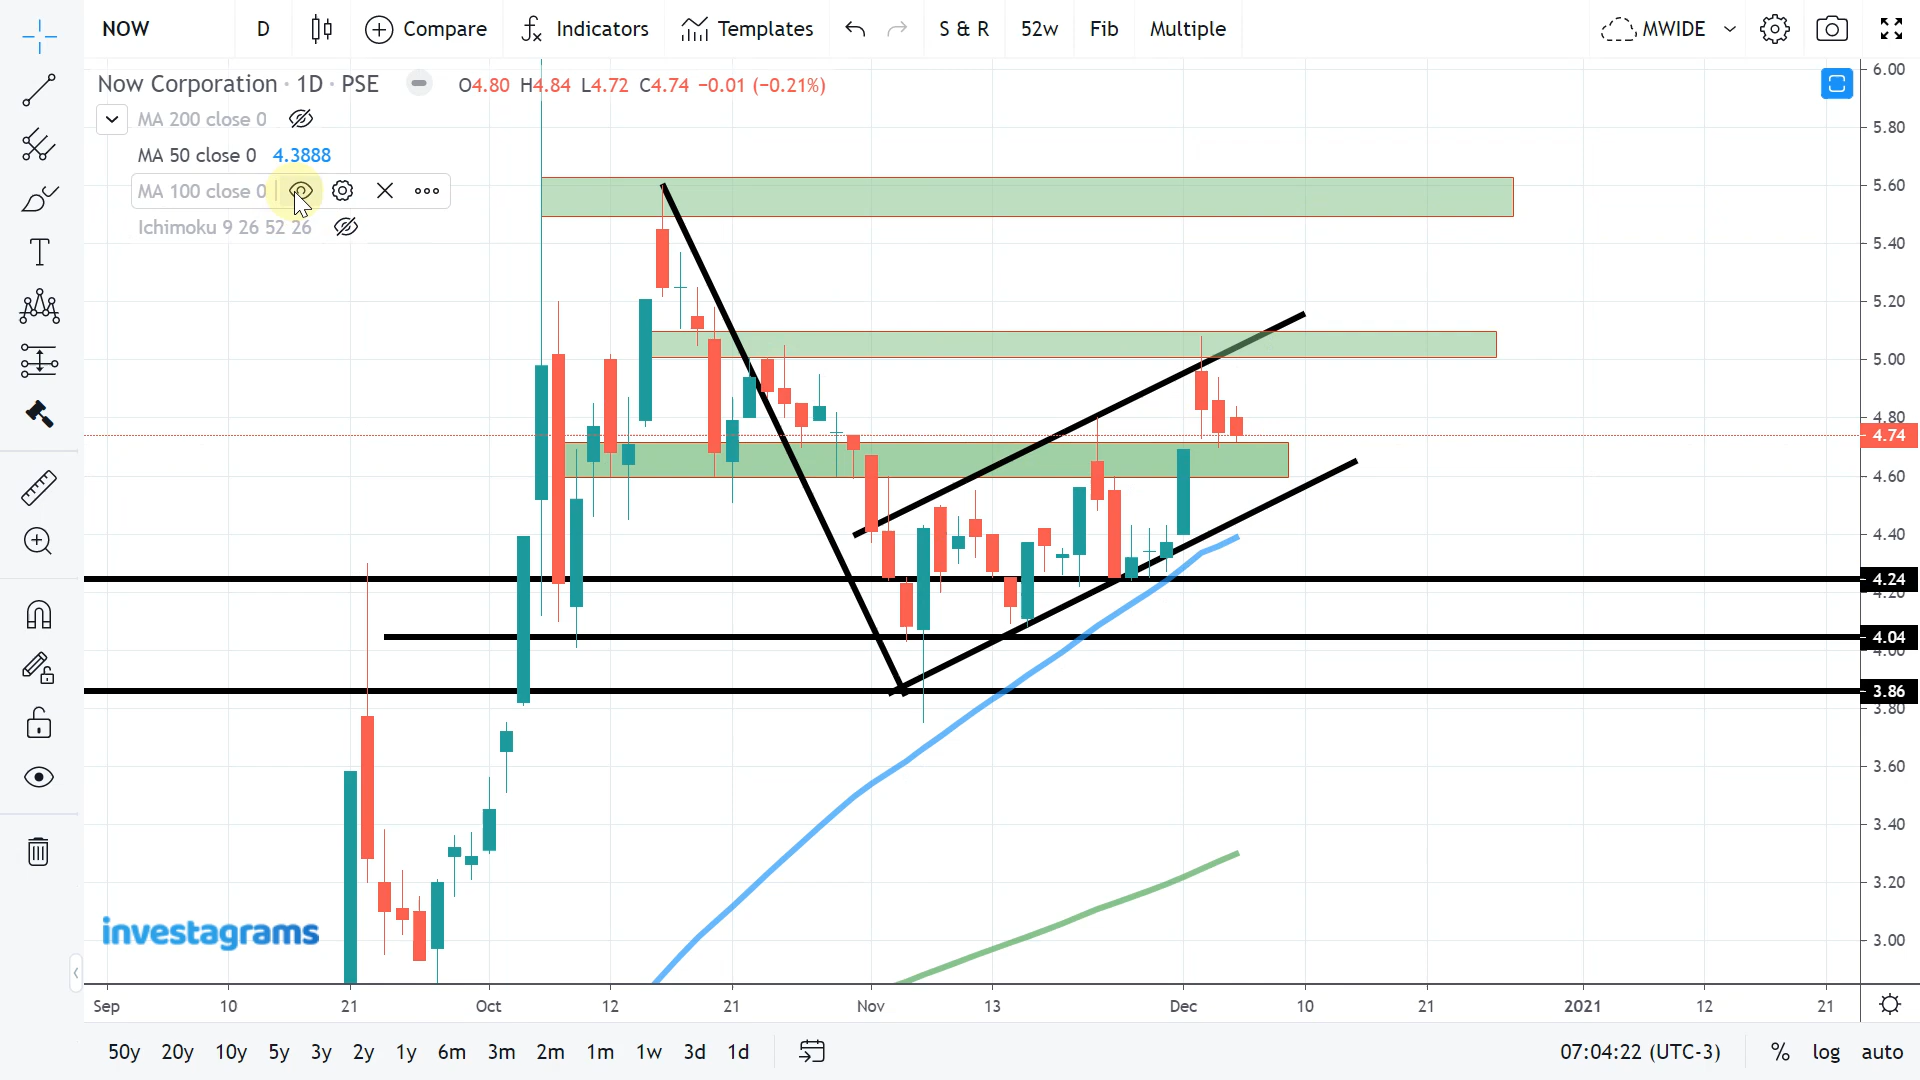 NOW D Compare Indicators Templates S & R 52w Fib Multiple MWIDE
Now Corporation · 1D · PSE O4.80 H4.84 L4.72 C4.74 −0.01 (−0.21%)
MA 200 close 0
MA 50 close 0 4.3888
MA 100 close 0
Ichimoku 9 26 52 26
6.00
5.80
5.60
5.40
5.20
5.00
4.80
4.74
4.60
4.40
4.24
4.20
4.04
4.00
3.86
3.80
3.60
3.40
3.20
3.00
investagrams
Sep 10 21 Oct 12 21 Nov 13 Dec 10 21 2021 12 21
50y 20y 10y 5y 3y 2y 1y 6m 3m 2m 1m 1w 3d 1d 07:04:22 (UTC-3) % log auto